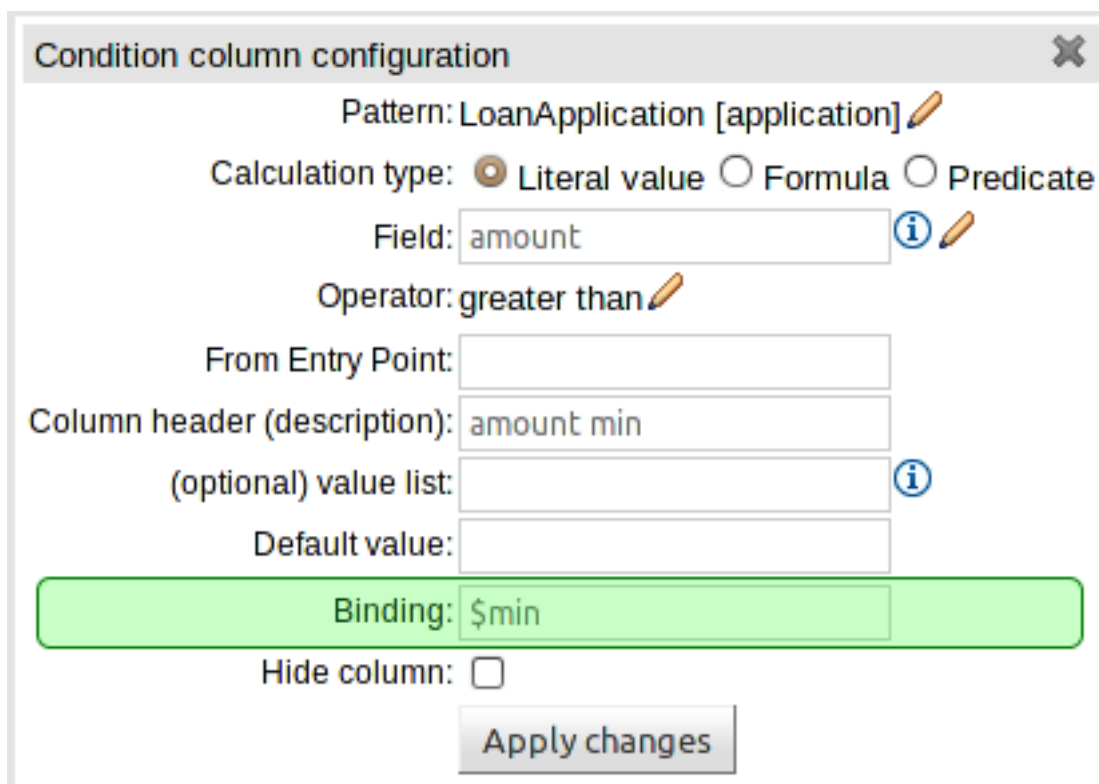 Condition column configuration
Pattern: LoanApplication [application]
Calculation type: Literal value Formula Predicate
Field: amount
Operator: greater than
From Entry Point:
Column header (description): amount min
(optional) value list:
Default value:
Binding: $min
Hide column:
Apply changes